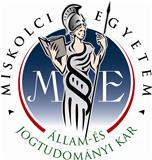 MISKOLCI EGYETEM
ME
ÁLLAM- ÉS
JOGTUDOMÁNYI KAR